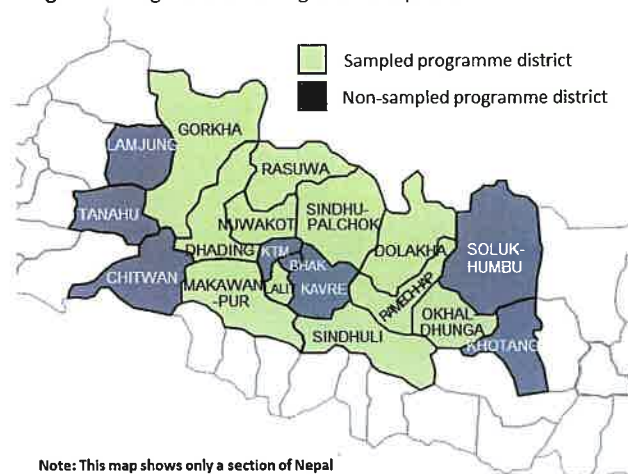 Sampled programme district
Non-sampled programme district
GORKHA
LAMJUNG
RASUWA
TANAHU
NUWAKOT
SINDHU-
PALCHOK
DHADING
KTM
BHAK
DOLAKHA
SOLUK-
HUMBU
CHITWAN
MAKAWAN
-PUR
LALIT
KAVRE
RAMECHHAP
OKHAL
DHUNGA
SINDHULI
KHOTANG
Note: This map shows only a section of Nepal